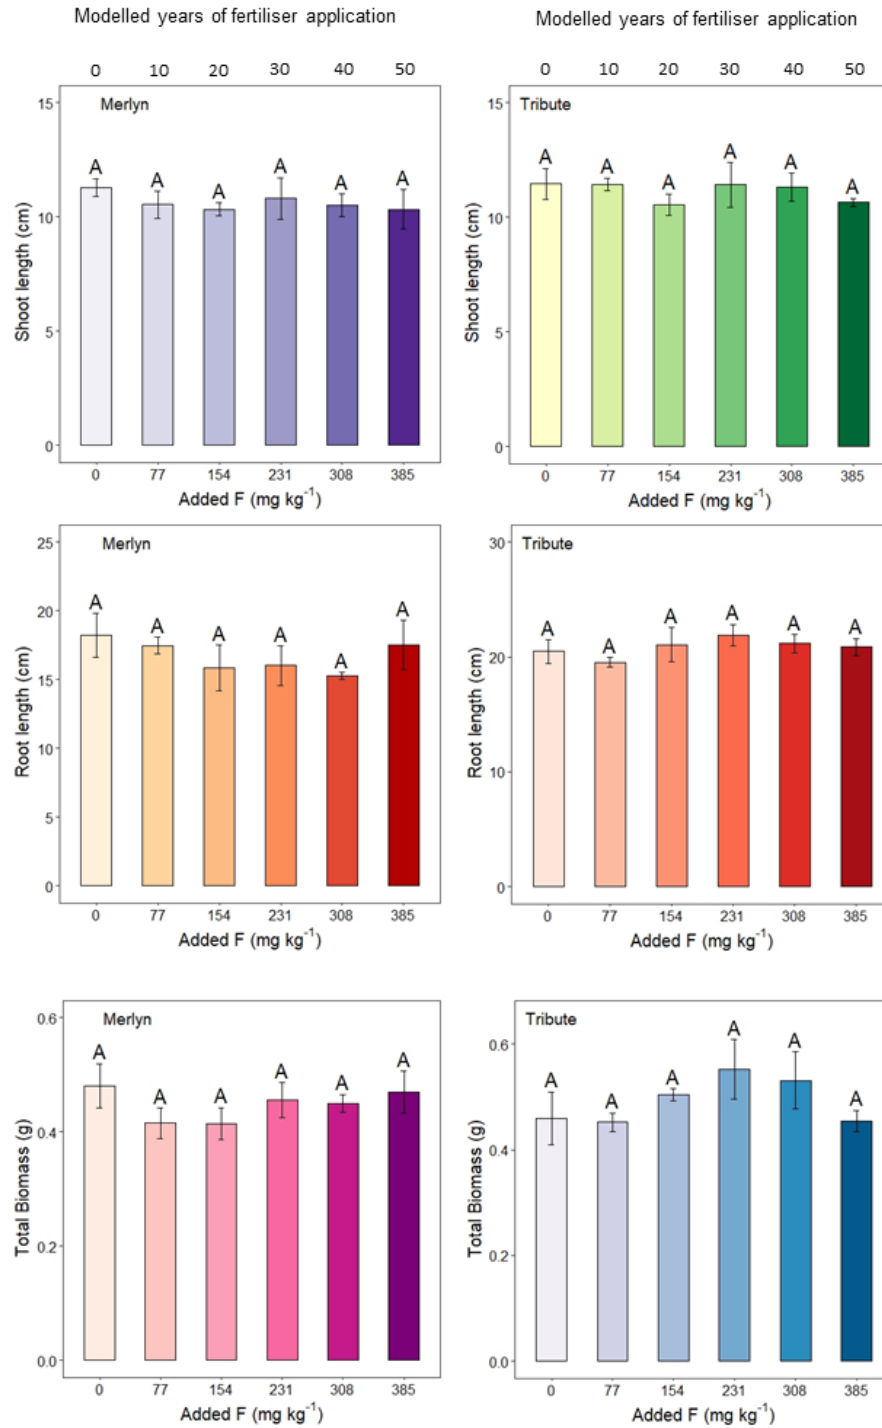 Modelled years of fertiliser application
0 10 20 30 40 50
Merlyn
15
10
5
0
Shoot length (cm)
A A A A A A
0 77 154 231 308 385
Added F (mg kg⁻¹)
Modelled years of fertiliser application
0 10 20 30 40 50
Tribute
15
10
5
0
Shoot length (cm)
A A A A A A
0 77 154 231 308 385
Added F (mg kg⁻¹)
Merlyn
25
20
15
10
5
0
Root length (cm)
A A A A A A
0 77 154 231 308 385
Added F (mg kg⁻¹)
Tribute
30
20
10
0
Root length (cm)
A A A A A A
0 77 154 231 308 385
Added F (mg kg⁻¹)
Merlyn
0.6
0.4
0.2
0.0
Total Biomass (g)
A A A A A A
0 77 154 231 308 385
Added F (mg kg⁻¹)
Tribute
0.6
0.4
0.2
0.0
Total Biomass (g)
A A A A A A
0 77 154 231 308 385
Added F (mg kg⁻¹)